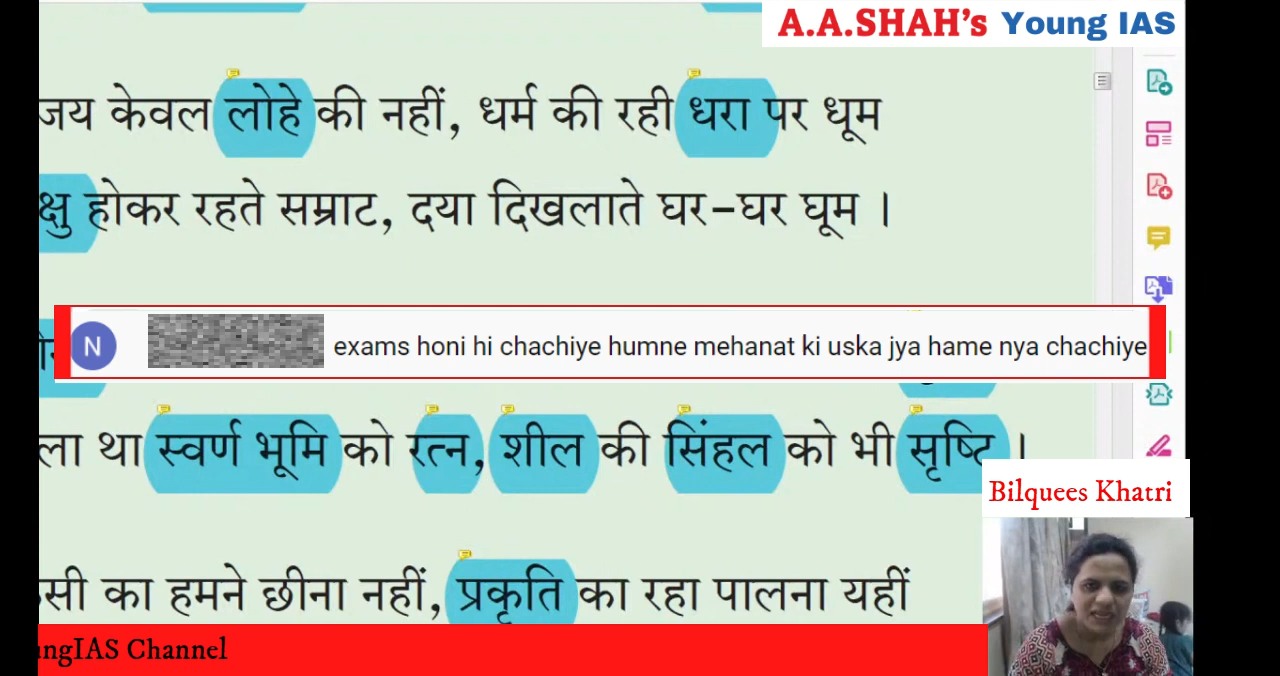 A.A.SHAH's Young IAS
जय केवल लोहे की नहीं, धर्म की रही धरा पर धूम
क्षु होकर रहते सम्राट, दया दिखलाते घर-घर घूम ।
N exams honi hi chachiye humne mehanat ki uska jya hame nya chachiye
ला था स्वर्ण भूमि को रत्न, शील की सिंहल को भी सृष्टि ।
Bilquees Khatri
सी का हमने छीना नहीं, प्रकृति का रहा पालना यहीं
ngIAS Channel